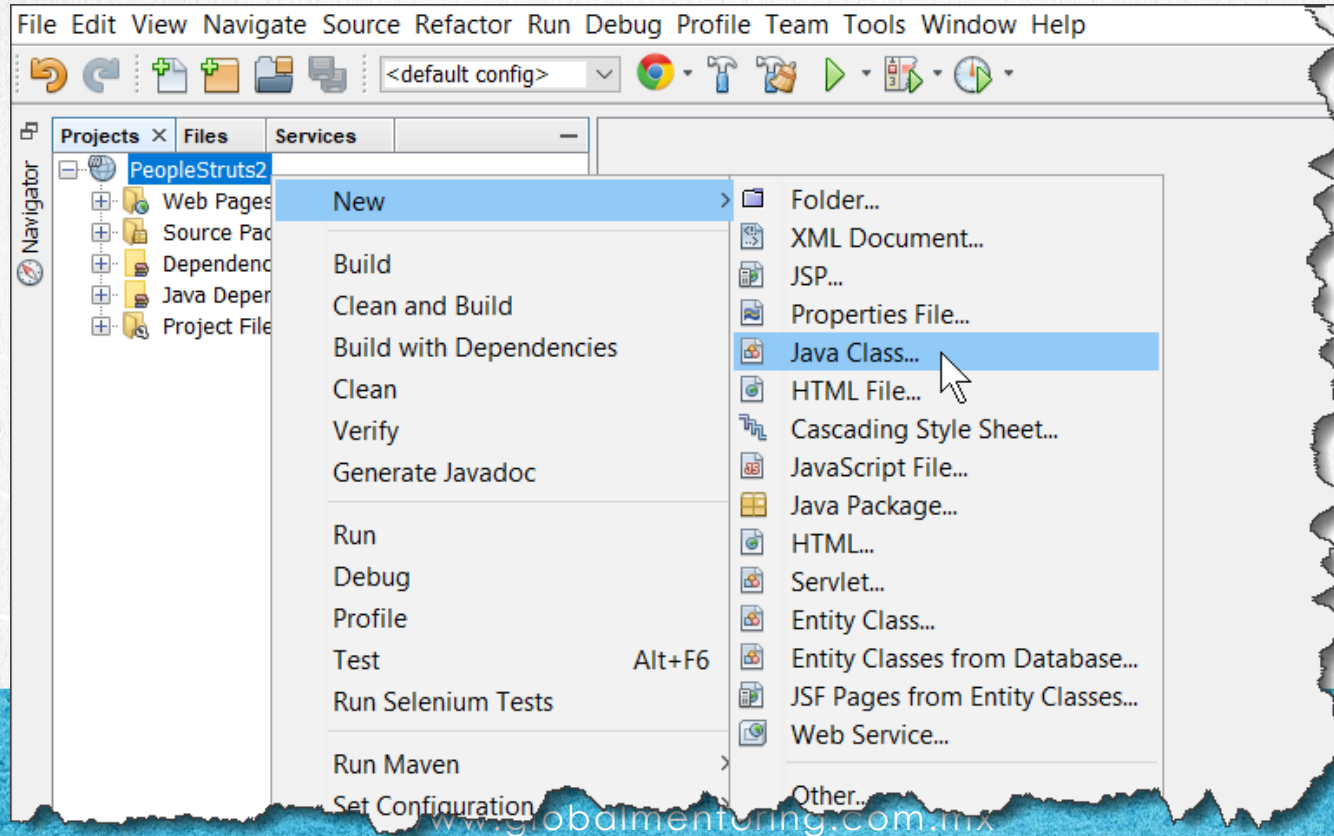 File Edit View Navigate Source Refactor Run Debug Profile Team Tools Window Help
<default config>
Projects Files Services
Navigator
PeopleStruts2
Web Pages
Source Pac
Dependenc
Java Deper
Project File
New
Build
Clean and Build
Build with Dependencies
Clean
Verify
Generate Javadoc
Run
Debug
Profile
Test Alt+F6
Run Selenium Tests
Run Maven
Set Configuration
Folder...
XML Document...
JSP...
Properties File...
Java Class...
HTML File...
Cascading Style Sheet...
JavaScript File...
Java Package...
HTML...
Servlet...
Entity Class...
Entity Classes from Database...
JSF Pages from Entity Classes...
Web Service...
Other...
www.globalmentoring.com.mx